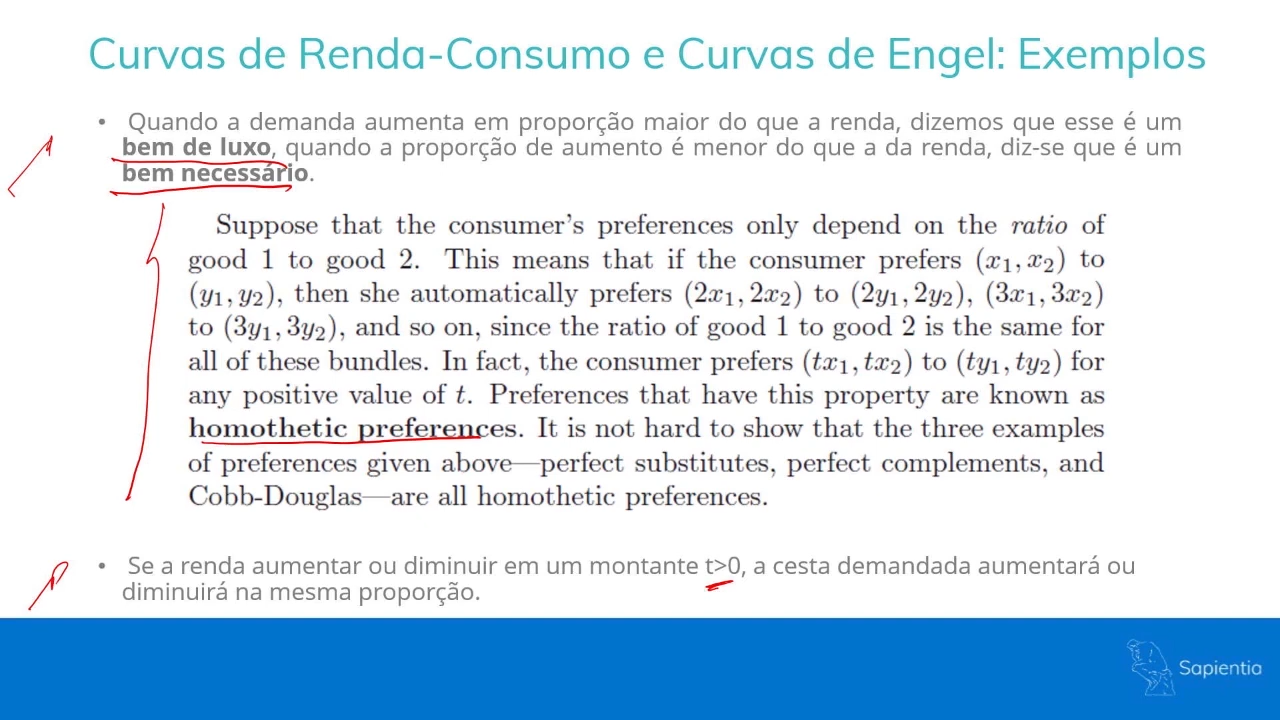 Curvas de Renda-Consumo e Curvas de Engel: Exemplos
• Quando a demanda aumenta em proporção maior do que a renda, dizemos que esse é um
bem de luxo, quando a proporção de aumento é menor do que a da renda, diz-se que é um
bem necessário.
Suppose that the consumer's preferences only depend on the ratio of
good 1 to good 2. This means that if the consumer prefers (x₁, x₂) to
(y₁, y₂), then she automatically prefers (2x₁, 2x₂) to (2y₁, 2y₂), (3x₁, 3x₂)
to (3y₁, 3y₂), and so on, since the ratio of good 1 to good 2 is the same for
all of these bundles. In fact, the consumer prefers (tx₁, tx₂) to (ty₁, ty₂) for
any positive value of t. Preferences that have this property are known as
homothetic preferences. It is not hard to show that the three examples
of preferences given above—perfect substitutes, perfect complements, and
Cobb-Douglas—are all homothetic preferences.
• Se a renda aumentar ou diminuir em um montante t>0, a cesta demandada aumentará ou
diminuirá na mesma proporção.
Sapientia